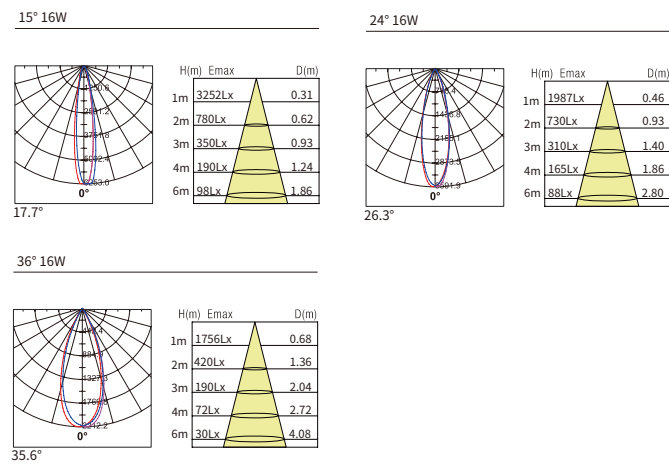 15° 16W
H(m) Emax D(m)
1m 3252Lx 0.31
2m 780Lx 0.62
3m 350Lx 0.93
4m 190Lx 1.24
6m 98Lx 1.86
3751.8
0°
17.7°
24° 16W
H(m) Emax D(m)
1m 1987Lx 0.46
2m 730Lx 0.93
3m 310Lx 1.40
4m 165Lx 1.86
6m 88Lx 2.80
0°
26.3°
36° 16W
H(m) Emax D(m)
1m 1756Lx 0.68
2m 420Lx 1.36
3m 190Lx 2.04
4m 72Lx 2.72
6m 30Lx 4.08
1327.3
0°
35.6°